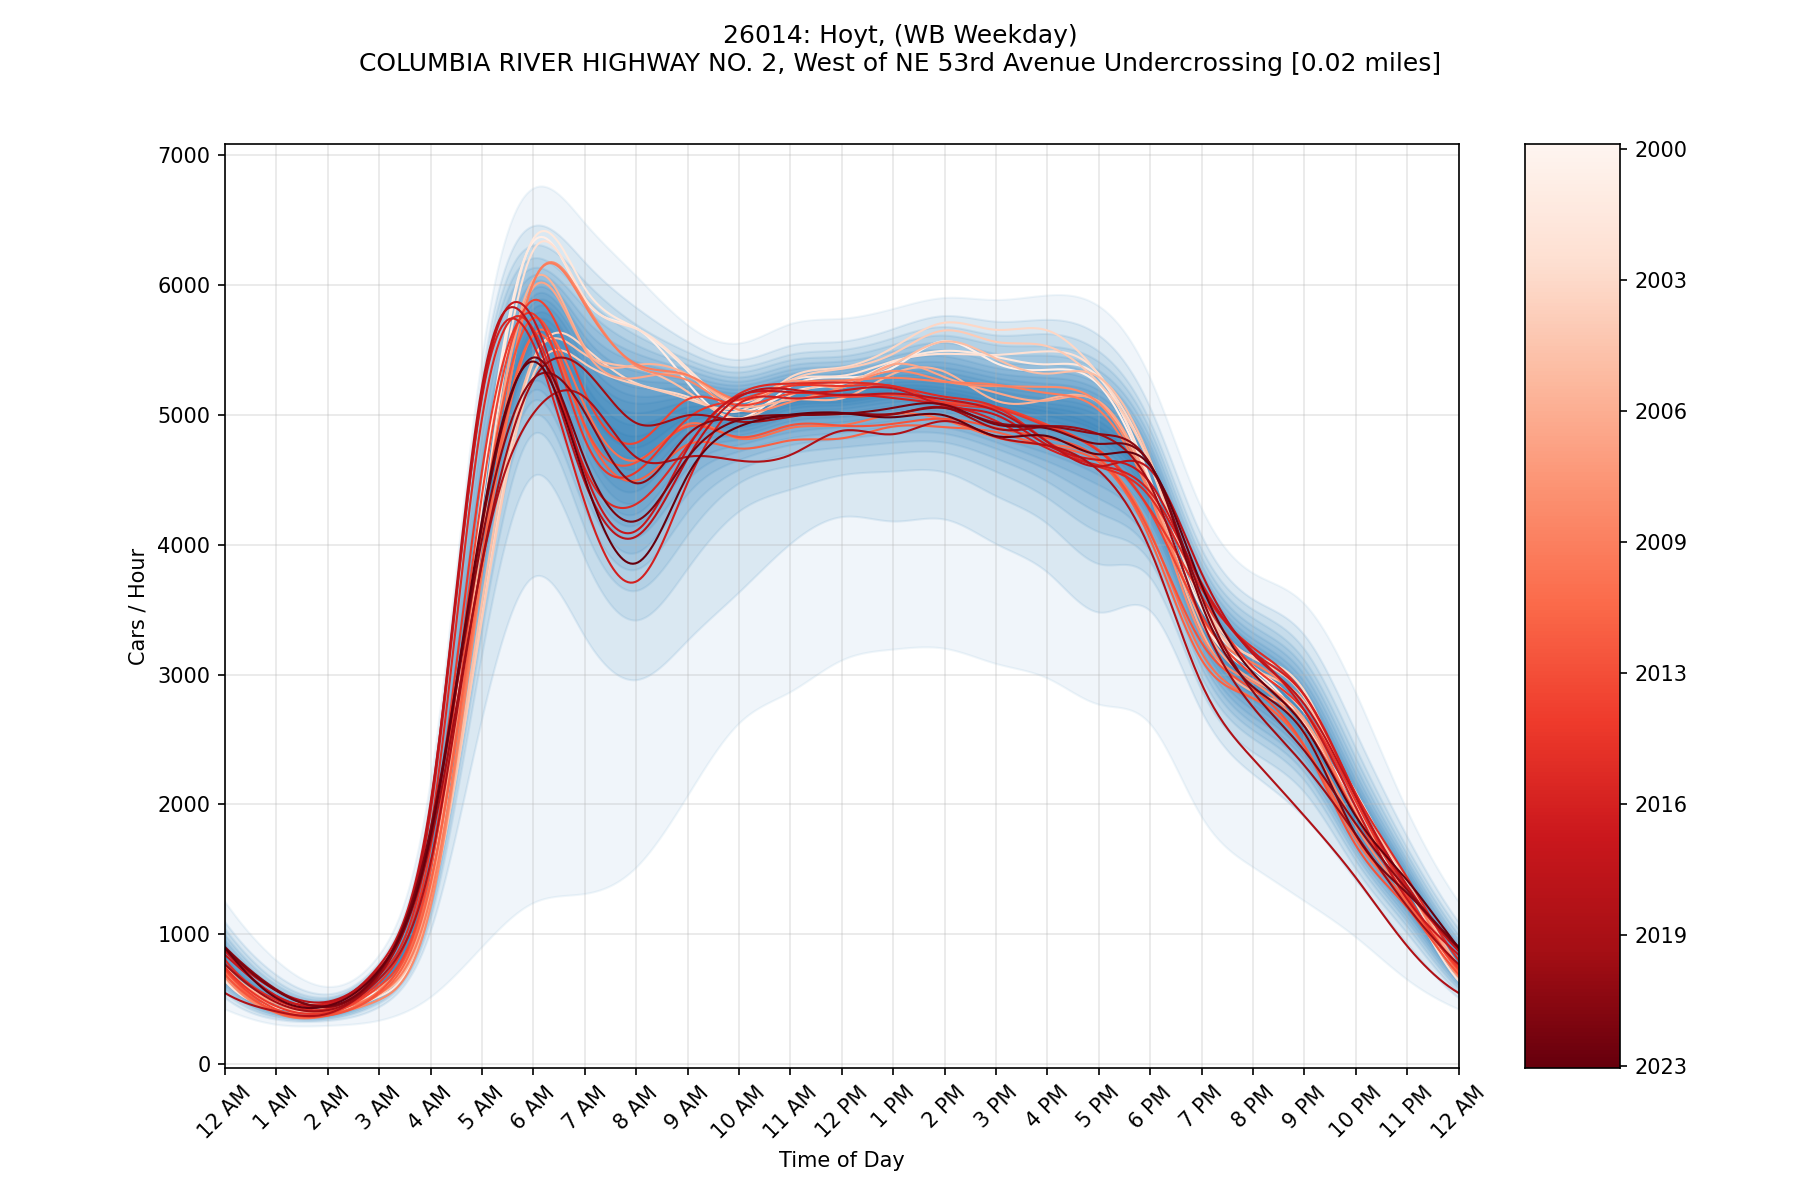 26014: Hoyt, (WB Weekday)
COLUMBIA RIVER HIGHWAY NO. 2, West of NE 53rd Avenue Undercrossing [0.02 miles]
7000
6000
5000
4000
3000
2000
1000
0
Cars / Hour
12 AM
1 AM
2 AM
3 AM
4 AM
5 AM
6 AM
7 AM
8 AM
9 AM
10 AM
11 AM
12 PM
1 PM
2 PM
3 PM
4 PM
5 PM
6 PM
7 PM
8 PM
9 PM
10 PM
11 PM
12 AM
Time of Day
2000
2003
2006
2009
2013
2016
2019
2023